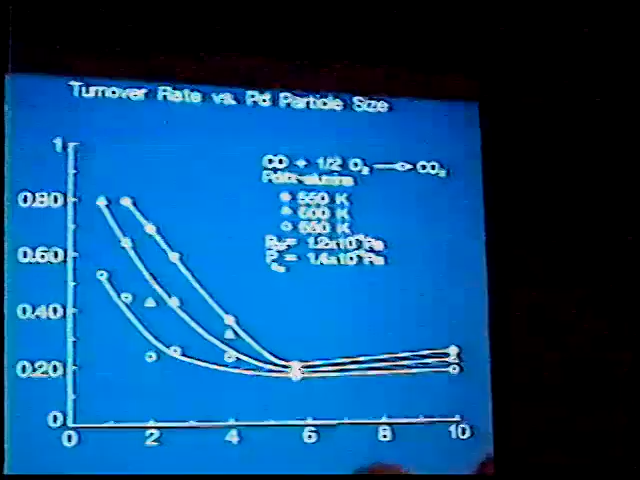 Turnover Rate vs. Pd Particle Size
CO + 1/2 O₂ → CO₂
1
0.80
0.60
0.40
0.20
0
550 K
600 K
650 K
0 2 4 6 8 10